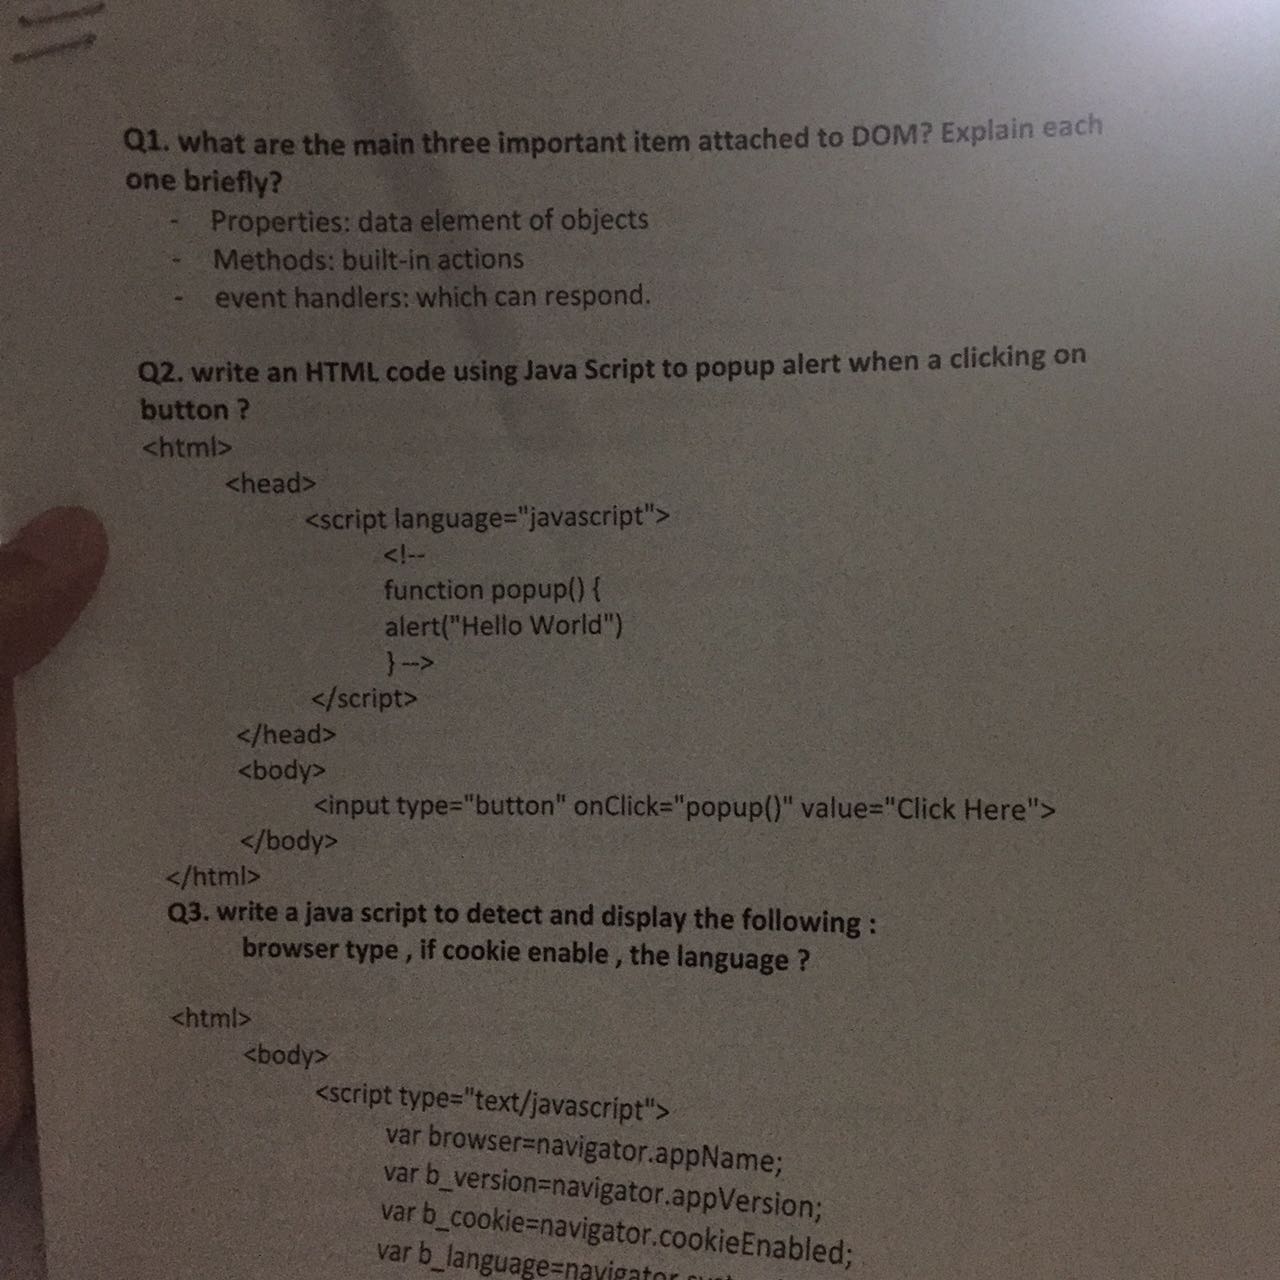 Q1. what are the main three important item attached to DOM? Explain each
one briefly?
- Properties: data element of objects
- Methods: built-in actions
- event handlers: which can respond.
Q2. write an HTML code using Java Script to popup alert when a clicking on
button ?
<html>
<head>
<script language="javascript">
<!--
function popup() {
alert("Hello World")
} -->
</script>
</head>
<body>
<input type="button" onClick="popup()" value="Click Here">
</body>
</html>
Q3. write a java script to detect and display the following :
browser type , if cookie enable , the language ?
<html>
<body>
<script type="text/javascript">
var browser=navigator.appName;
var b_version=navigator.appVersion;
var b_cookie=navigator.cookieEnabled;
var b_language=navigator.